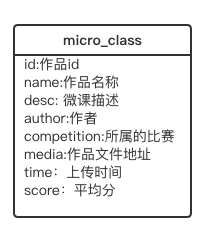 micro_class
id:作品id
name:作品名称
desc: 微课描述
author:作者
competition:所属的比赛
media:作品文件地址
time：上传时间
score：平均分